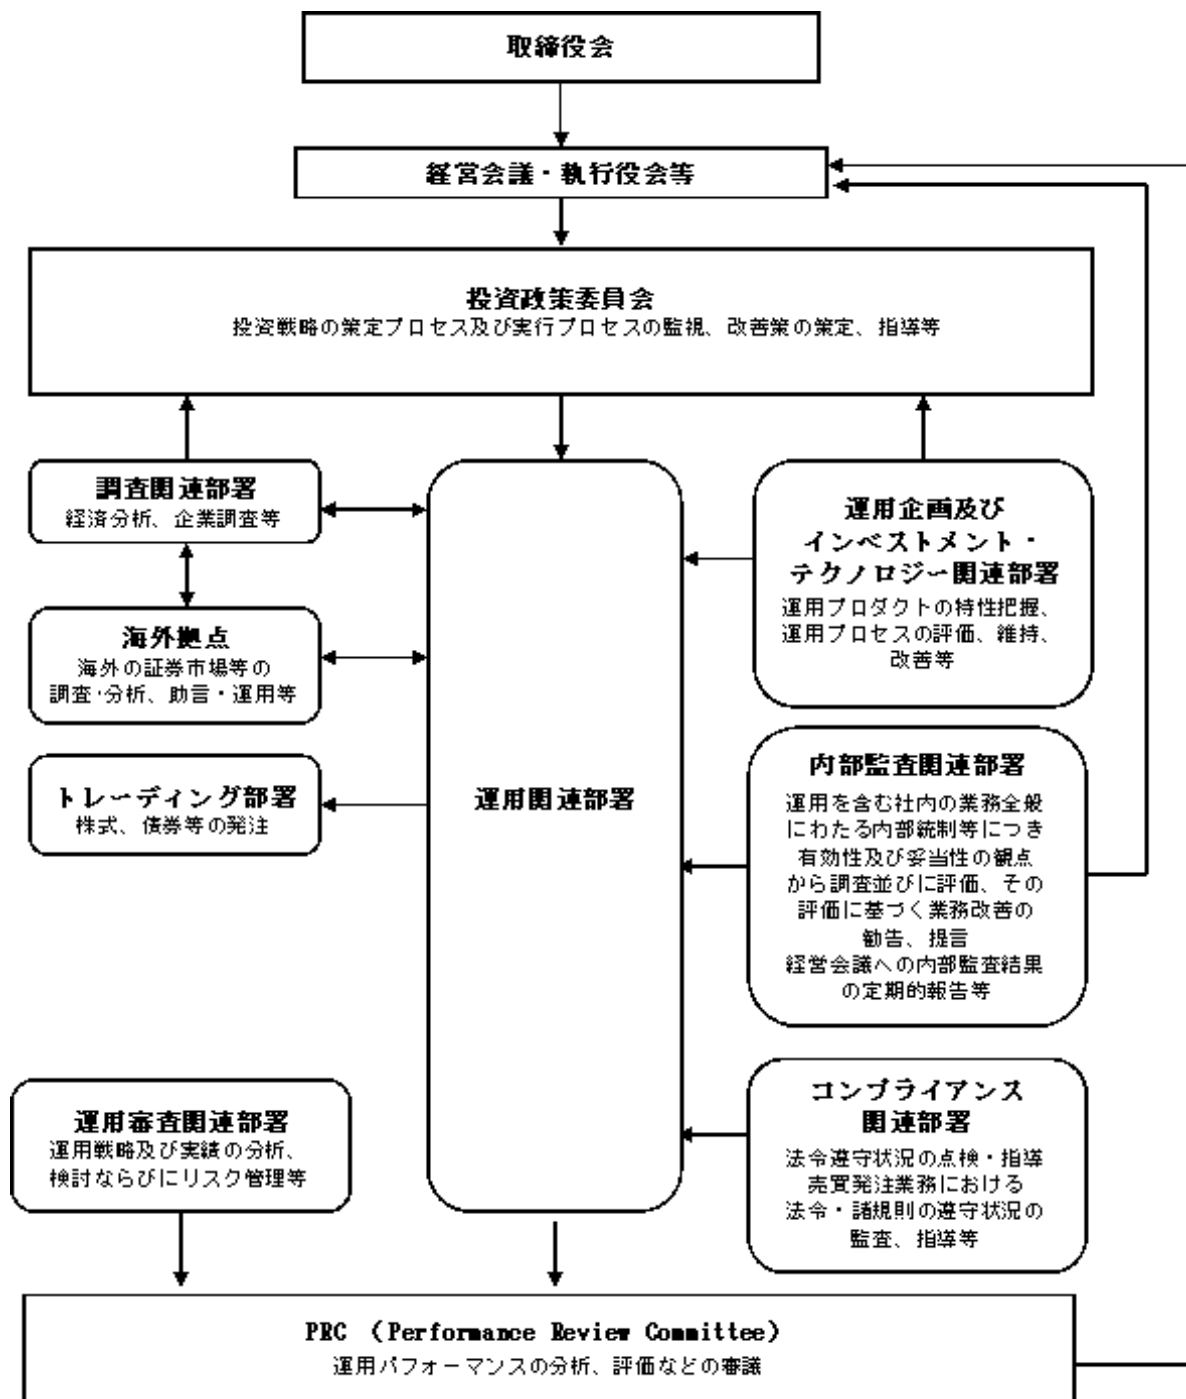 取締役会
経営会議・執行役会等
投資政策委員会
投資戦略の策定プロセス及び実行プロセスの監視、改善策の策定、指導等
調査関連部署
経済分析、企業調査等
海外拠点
海外の証券市場等の
調査・分析、助言・運用等
トレーディング部署
株式、債券等の発注
運用関連部署
運用企画及び
インベストメント・
テクノロジー関連部署
運用プロダクトの特性把握、
運用プロセスの評価、維持、
改善等
内部監査関連部署
運用を含む社内の業務全般
にわたる内部統制等につき
有効性及び妥当性の観点
から調査並びに評価、その
評価に基づく業務改善の
勧告、提言
経営会議への内部監査結果
の定期的報告等
コンプライアンス
関連部署
法令遵守状況の点検・指導
売買発注業務における
法令・諸規則の遵守状況の
監査、指導等
運用審査関連部署
運用戦略及び実績の分析、
検討ならびにリスク管理等
PRC （Performance Review Committee）
運用パフォーマンスの分析、評価などの審議